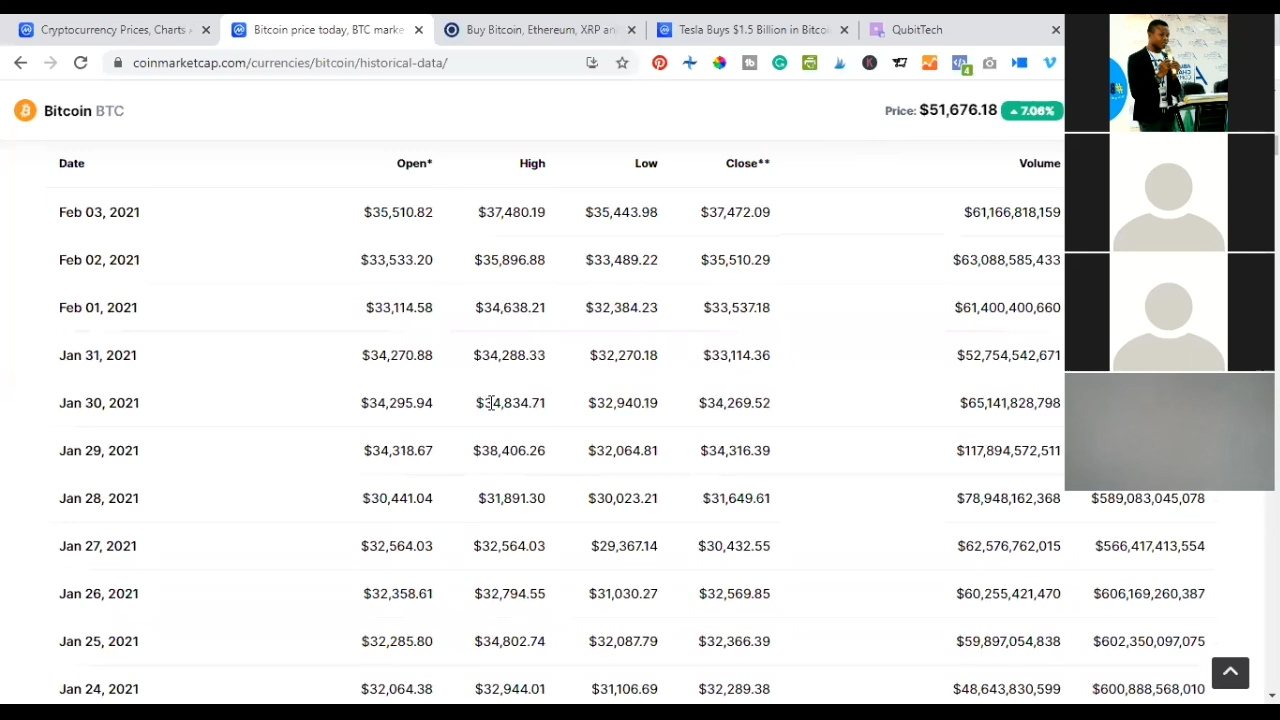 Cryptocurrency Prices, Charts
Bitcoin price today, BTC marke
Buy Bitcoin, Ethereum, XRP an
Tesla Buys $1.5 Billion in Bitco
QubitTech
coinmarketcap.com/currencies/bitcoin/historical-data/
4
Bitcoin BTC
Price: $51,676.18 7.06%
Date Open* High Low Close** Volume
Feb 03, 2021 $35,510.82 $37,480.19 $35,443.98 $37,472.09 $61,166,818,159
Feb 02, 2021 $33,533.20 $35,896.88 $33,489.22 $35,510.29 $63,088,585,433
Feb 01, 2021 $33,114.58 $34,638.21 $32,384.23 $33,537.18 $61,400,400,660
Jan 31, 2021 $34,270.88 $34,288.33 $32,270.18 $33,114.36 $52,754,542,671
Jan 30, 2021 $34,295.94 $34,834.71 $32,940.19 $34,269.52 $65,141,828,798
Jan 29, 2021 $34,318.67 $38,406.26 $32,064.81 $34,316.39 $117,894,572,511
Jan 28, 2021 $30,441.04 $31,891.30 $30,023.21 $31,649.61 $78,948,162,368 $589,083,045,078
Jan 27, 2021 $32,564.03 $32,564.03 $29,367.14 $30,432.55 $62,576,762,015 $566,417,413,554
Jan 26, 2021 $32,358.61 $32,794.55 $31,030.27 $32,569.85 $60,255,421,470 $606,169,260,387
Jan 25, 2021 $32,285.80 $34,802.74 $32,087.79 $32,366.39 $59,897,054,838 $602,350,097,075
Jan 24, 2021 $32,064.38 $32,944.01 $31,106.69 $32,289.38 $48,643,830,599 $600,888,568,010